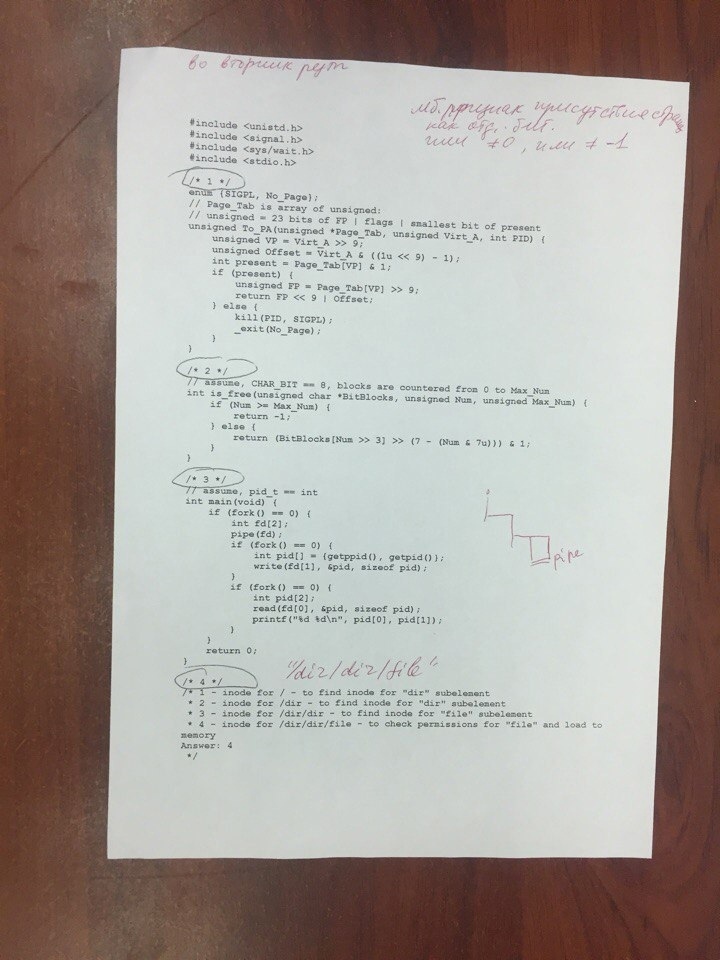 во вторник
мб. признак присутствия
как отд. бит.
или ≠0, или ≠ -1
#include <unistd.h>
#include <signal.h>
#include <sys/wait.h>
#include <stdio.h>
/* 1 */
enum {SIGPL, No_Page};
// Page_Tab is array of unsigned:
// unsigned = 23 bits of FP | flags | smallest bit of present
unsigned To_PA(unsigned *Page_Tab, unsigned Virt_A, int PID) {
    unsigned VP = Virt_A >> 9;
    unsigned Offset = Virt_A & ((1u << 9) - 1);
    int present = Page_Tab[VP] & 1;
    if (present) {
        unsigned FP = Page_Tab[VP] >> 9;
        return FP << 9 | Offset;
    } else {
        kill(PID, SIGPL);
        _exit(No_Page);
    }
}
/* 2 */
// assume, CHAR_BIT == 8, blocks are countered from 0 to Max_Num
int is_free(unsigned char *BitBlocks, unsigned Num, unsigned Max_Num) {
    if (Num >= Max_Num) {
        return -1;
    } else {
        return (BitBlocks[Num >> 3] >> (7 - (Num & 7u))) & 1;
    }
}
/* 3 */
// assume, pid_t == int
int main(void) {
    if (fork() == 0) {
        int fd[2];
        pipe(fd);
        if (fork() == 0) {
            int pid[] = {getppid(), getpid()};
            write(fd[1], &pid, sizeof pid);
        }
        if (fork() == 0) {
            int pid[2];
            read(fd[0], &pid, sizeof pid);
            printf("%d %d\n", pid[0], pid[1]);
        }
    }
    return 0;
}
pipe
"/dir/dir/file"
/* 4 */
/* 1 - inode for / - to find inode for "dir" subelement
 * 2 - inode for /dir - to find inode for "dir" subelement
 * 3 - inode for /dir/dir - to find inode for "file" subelement
 * 4 - inode for /dir/dir/file - to check permissions for "file" and load to
memory
Answer: 4
 */